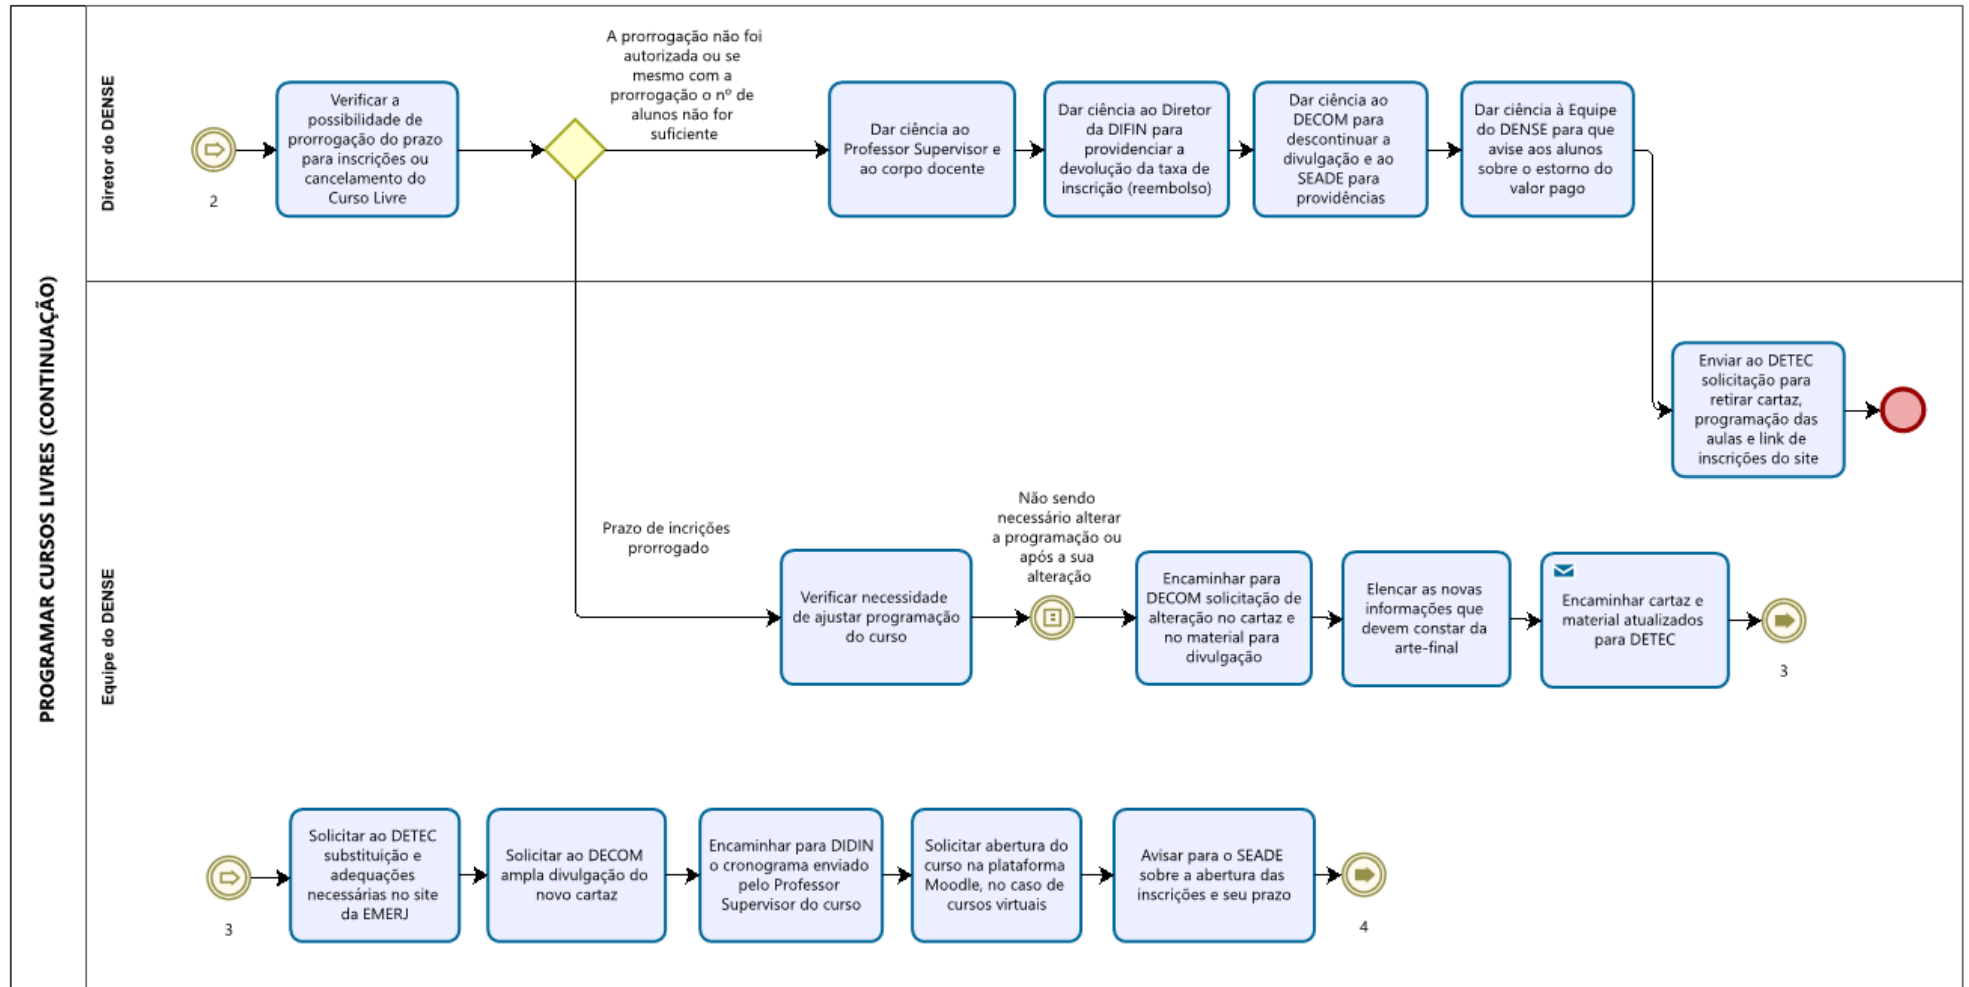 PROGRAMAR CURSOS LIVRES (CONTINUAÇÃO)
Diretor do DENSE
2
Verificar a
possibilidade de
prorrogação do prazo
para inscrições ou
cancelamento do
Curso Livre
A prorrogação não foi
autorizada ou se
mesmo com a
prorrogação o nº de
alunos não for
suficiente
Dar ciência ao
Professor Supervisor e
ao corpo docente
Dar ciência ao Diretor
da DIFIN para
providenciar a
devolução da taxa de
inscrição (reembolso)
Dar ciência ao
DECOM para
descontinuar a
divulgação e ao
SEADE para
providências
Dar ciência à Equipe
do DENSE para que
avise aos alunos
sobre o estorno do
valor pago
Equipe do DENSE
Enviar ao DETEC
solicitação para
retirar cartaz,
programação das
aulas e link de
inscrições do site
Prazo de incrições
prorrogado
Verificar necessidade
de ajustar programação
do curso
Não sendo
necessário alterar
a programação ou
após a sua
alteração
Encaminhar para
DECOM solicitação de
alteração no cartaz e
no material para
divulgação
Elencar as novas
informações que
devem constar da
arte-final
Encaminhar cartaz e
material atualizados
para DETEC
3
3
Solicitar ao DETEC
substituição e
adequações
necessárias no site
da EMERJ
Solicitar ao DECOM
ampla divulgação do
novo cartaz
Encaminhar para DIDIN
o cronograma enviado
pelo Professor
Supervisor do curso
Solicitar abertura do
curso na plataforma
Moodle, no caso de
cursos virtuais
Avisar para o SEADE
sobre a abertura das
inscrições e seu prazo
4